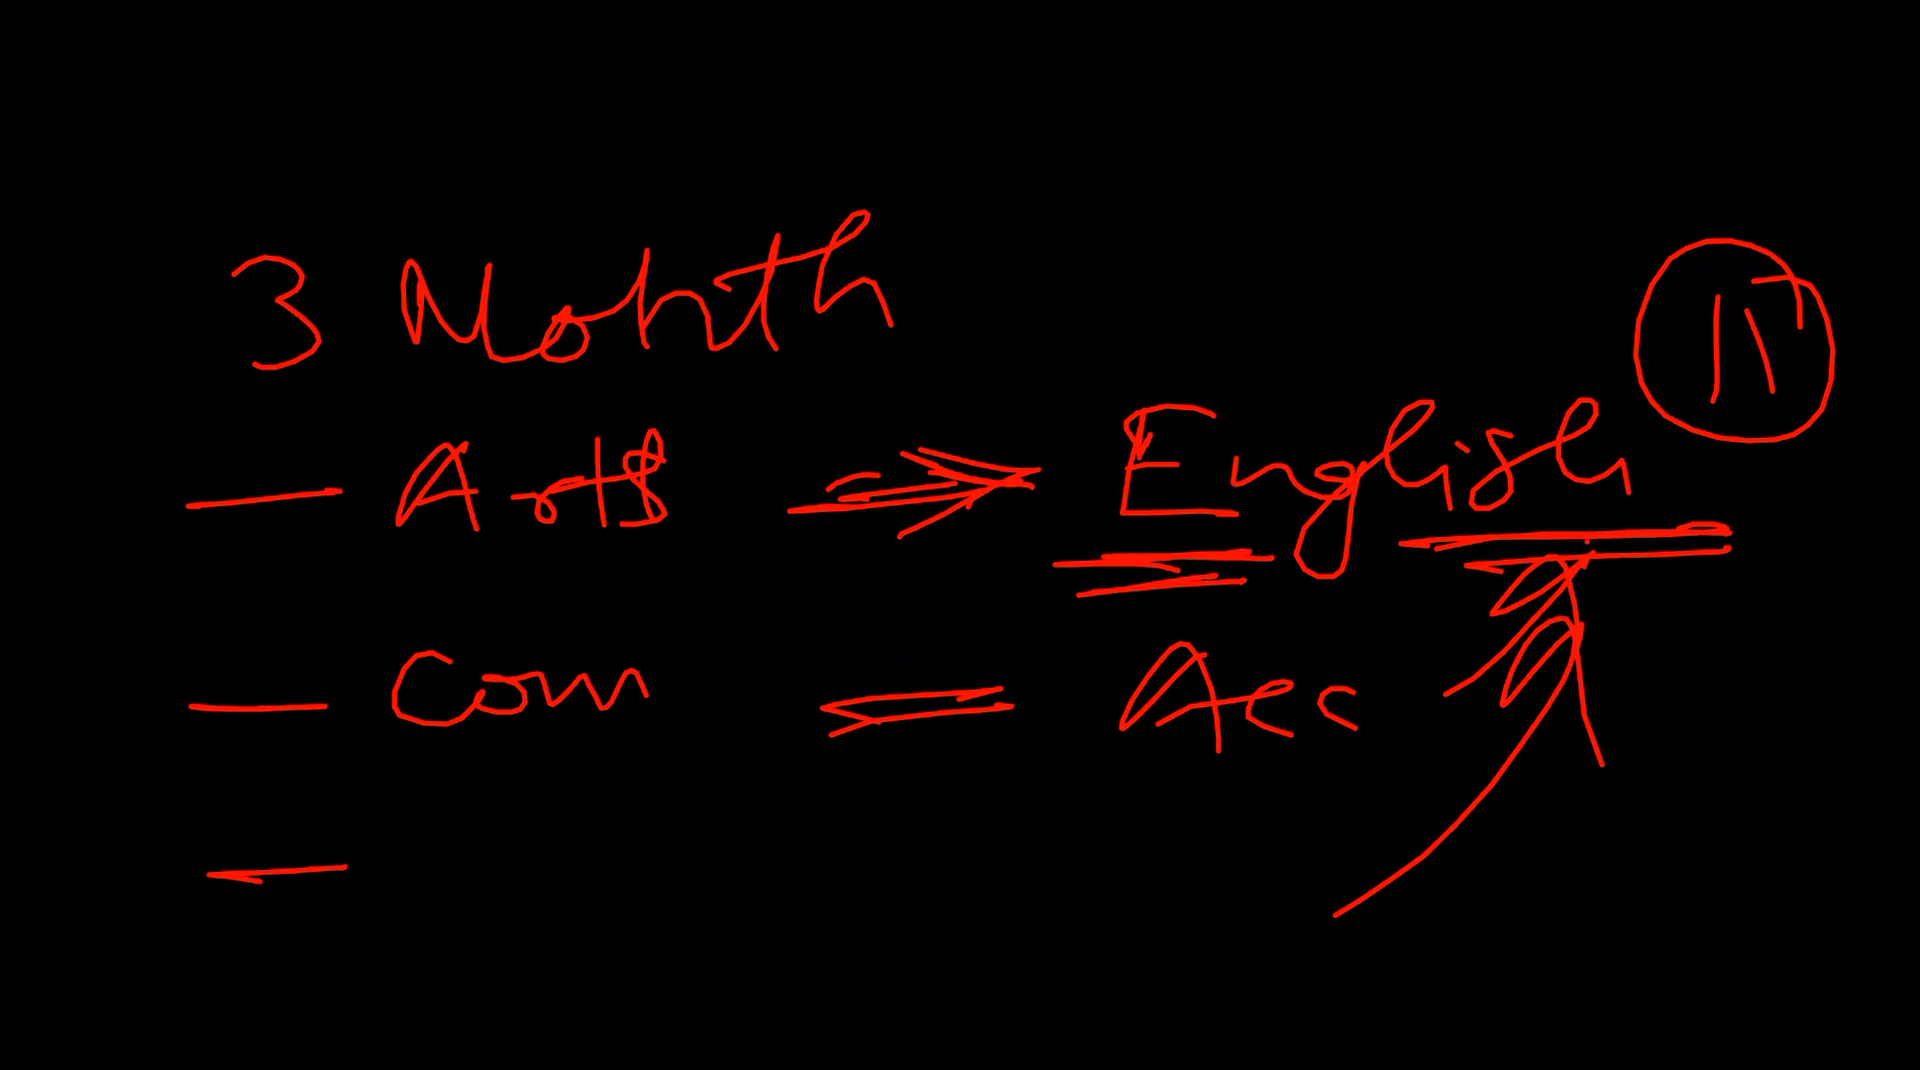 3 Month
- Arts ⇒ English
- Com = Acc
-